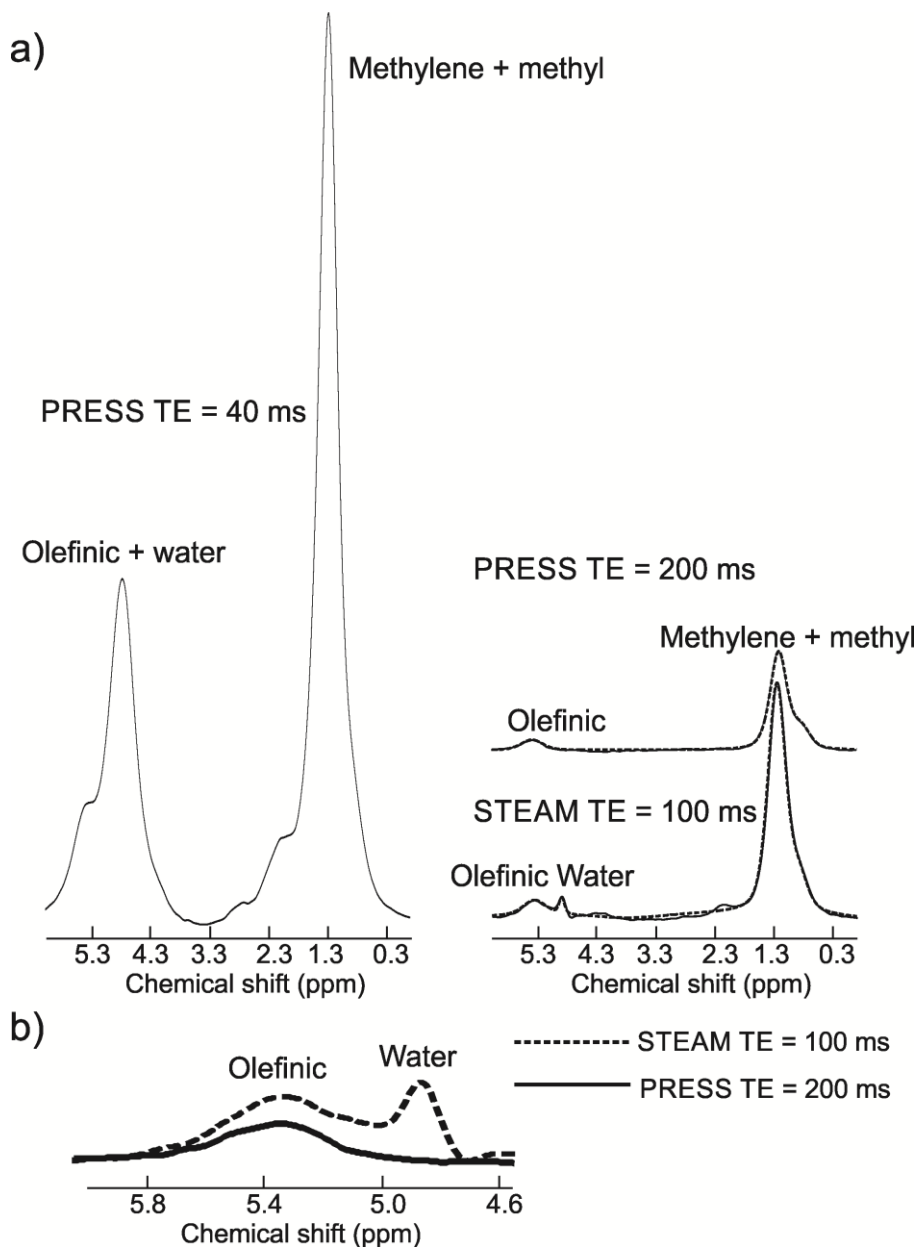 a)
Methylene + methyl
PRESS TE = 40 ms
Olefinic + water
5.3 4.3 3.3 2.3 1.3 0.3
Chemical shift (ppm)
PRESS TE = 200 ms
Methylene + methyl
Olefinic
STEAM TE = 100 ms
Olefinic Water
5.3 4.3 3.3 2.3 1.3 0.3
Chemical shift (ppm)
b)
Olefinic
Water
5.8 5.4 5.0 4.6
Chemical shift (ppm)
STEAM TE = 100 ms
PRESS TE = 200 ms